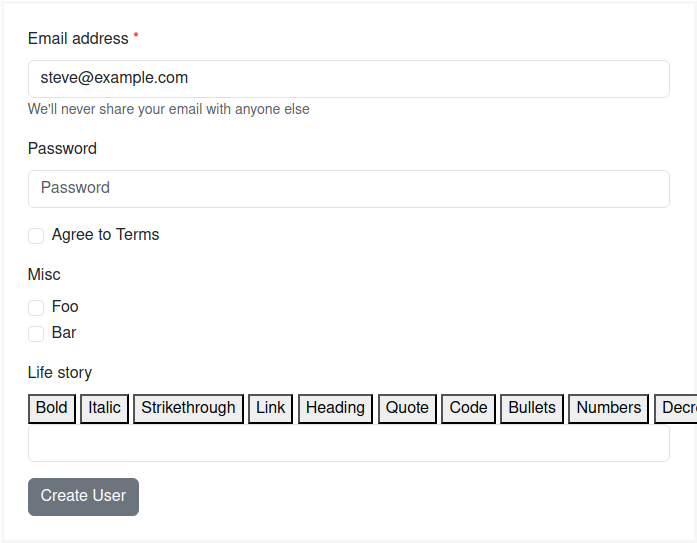 Email address *
steve@example.com
We'll never share your email with anyone else
Password
Password
Agree to Terms
Misc
Foo
Bar
Life story
Bold Italic Strikethrough Link Heading Quote Code Bullets Numbers Decr
Create User